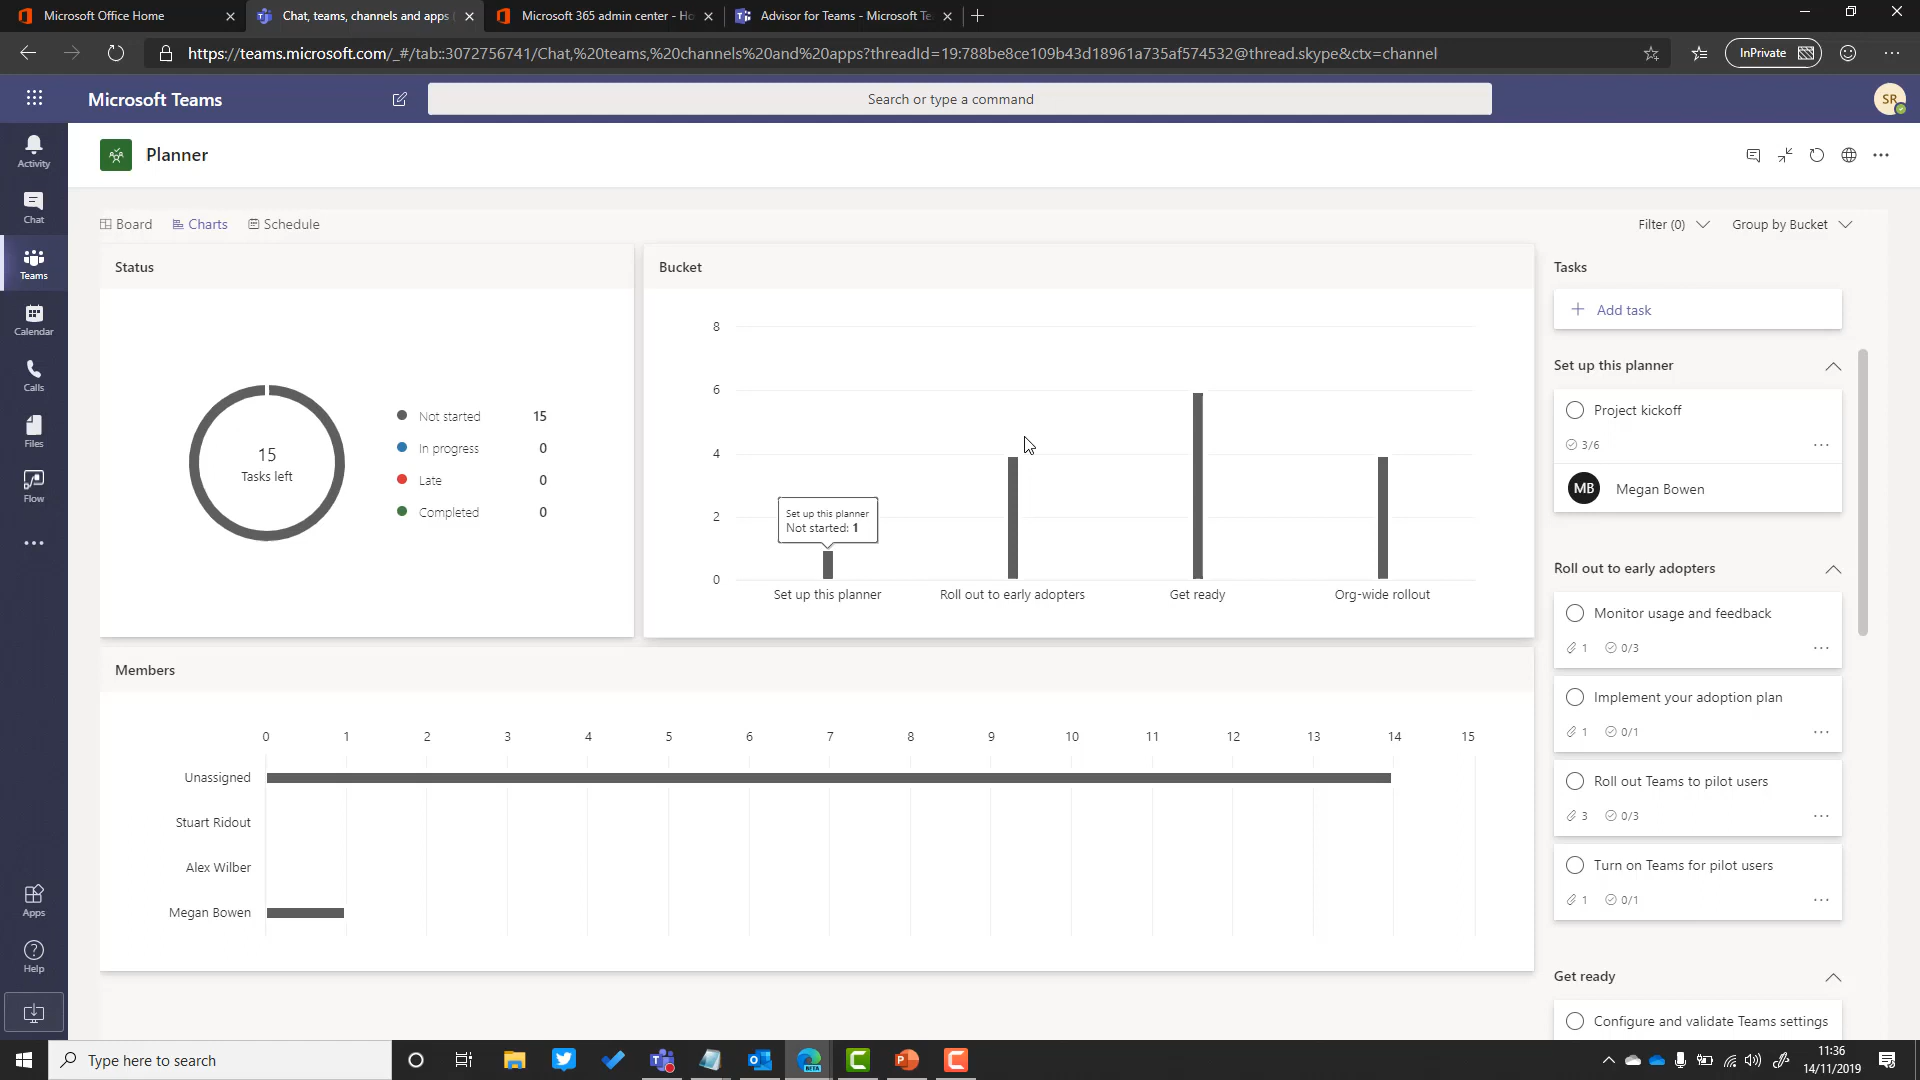 Microsoft Office Home
Chat, teams, channels and apps
Microsoft 365 admin center - Ho
Advisor for Teams - Microsoft Te
https://teams.microsoft.com/_#/tab::3072756741/Chat,%20teams,%20channels%20and%20apps?threadId=19:788be8ce109b43d18961a735af574532@thread.skype&ctx=channel
InPrivate
Microsoft Teams
Search or type a command
SR
Activity
Chat
Teams
Calendar
Calls
Files
Flow
Apps
Help
Planner
Board
Charts
Schedule
Filter (0)
Group by Bucket
Status
15
Tasks left
Not started 15
In progress 0
Late 0
Completed 0
Bucket
8
6
4
2
0
Set up this planner
Not started: 1
Set up this planner
Roll out to early adopters
Get ready
Org-wide rollout
Members
0 1 2 3 4 5 6 7 8 9 10 11 12 13 14 15
Unassigned
Stuart Ridout
Alex Wilber
Megan Bowen
Tasks
Add task
Set up this planner
Project kickoff
3/6
MB Megan Bowen
Roll out to early adopters
Monitor usage and feedback
1 0/3
Implement your adoption plan
1 0/1
Roll out Teams to pilot users
3 0/3
Turn on Teams for pilot users
1 0/1
Get ready
Configure and validate Teams settings
Type here to search
BETA
11:36
14/11/2019